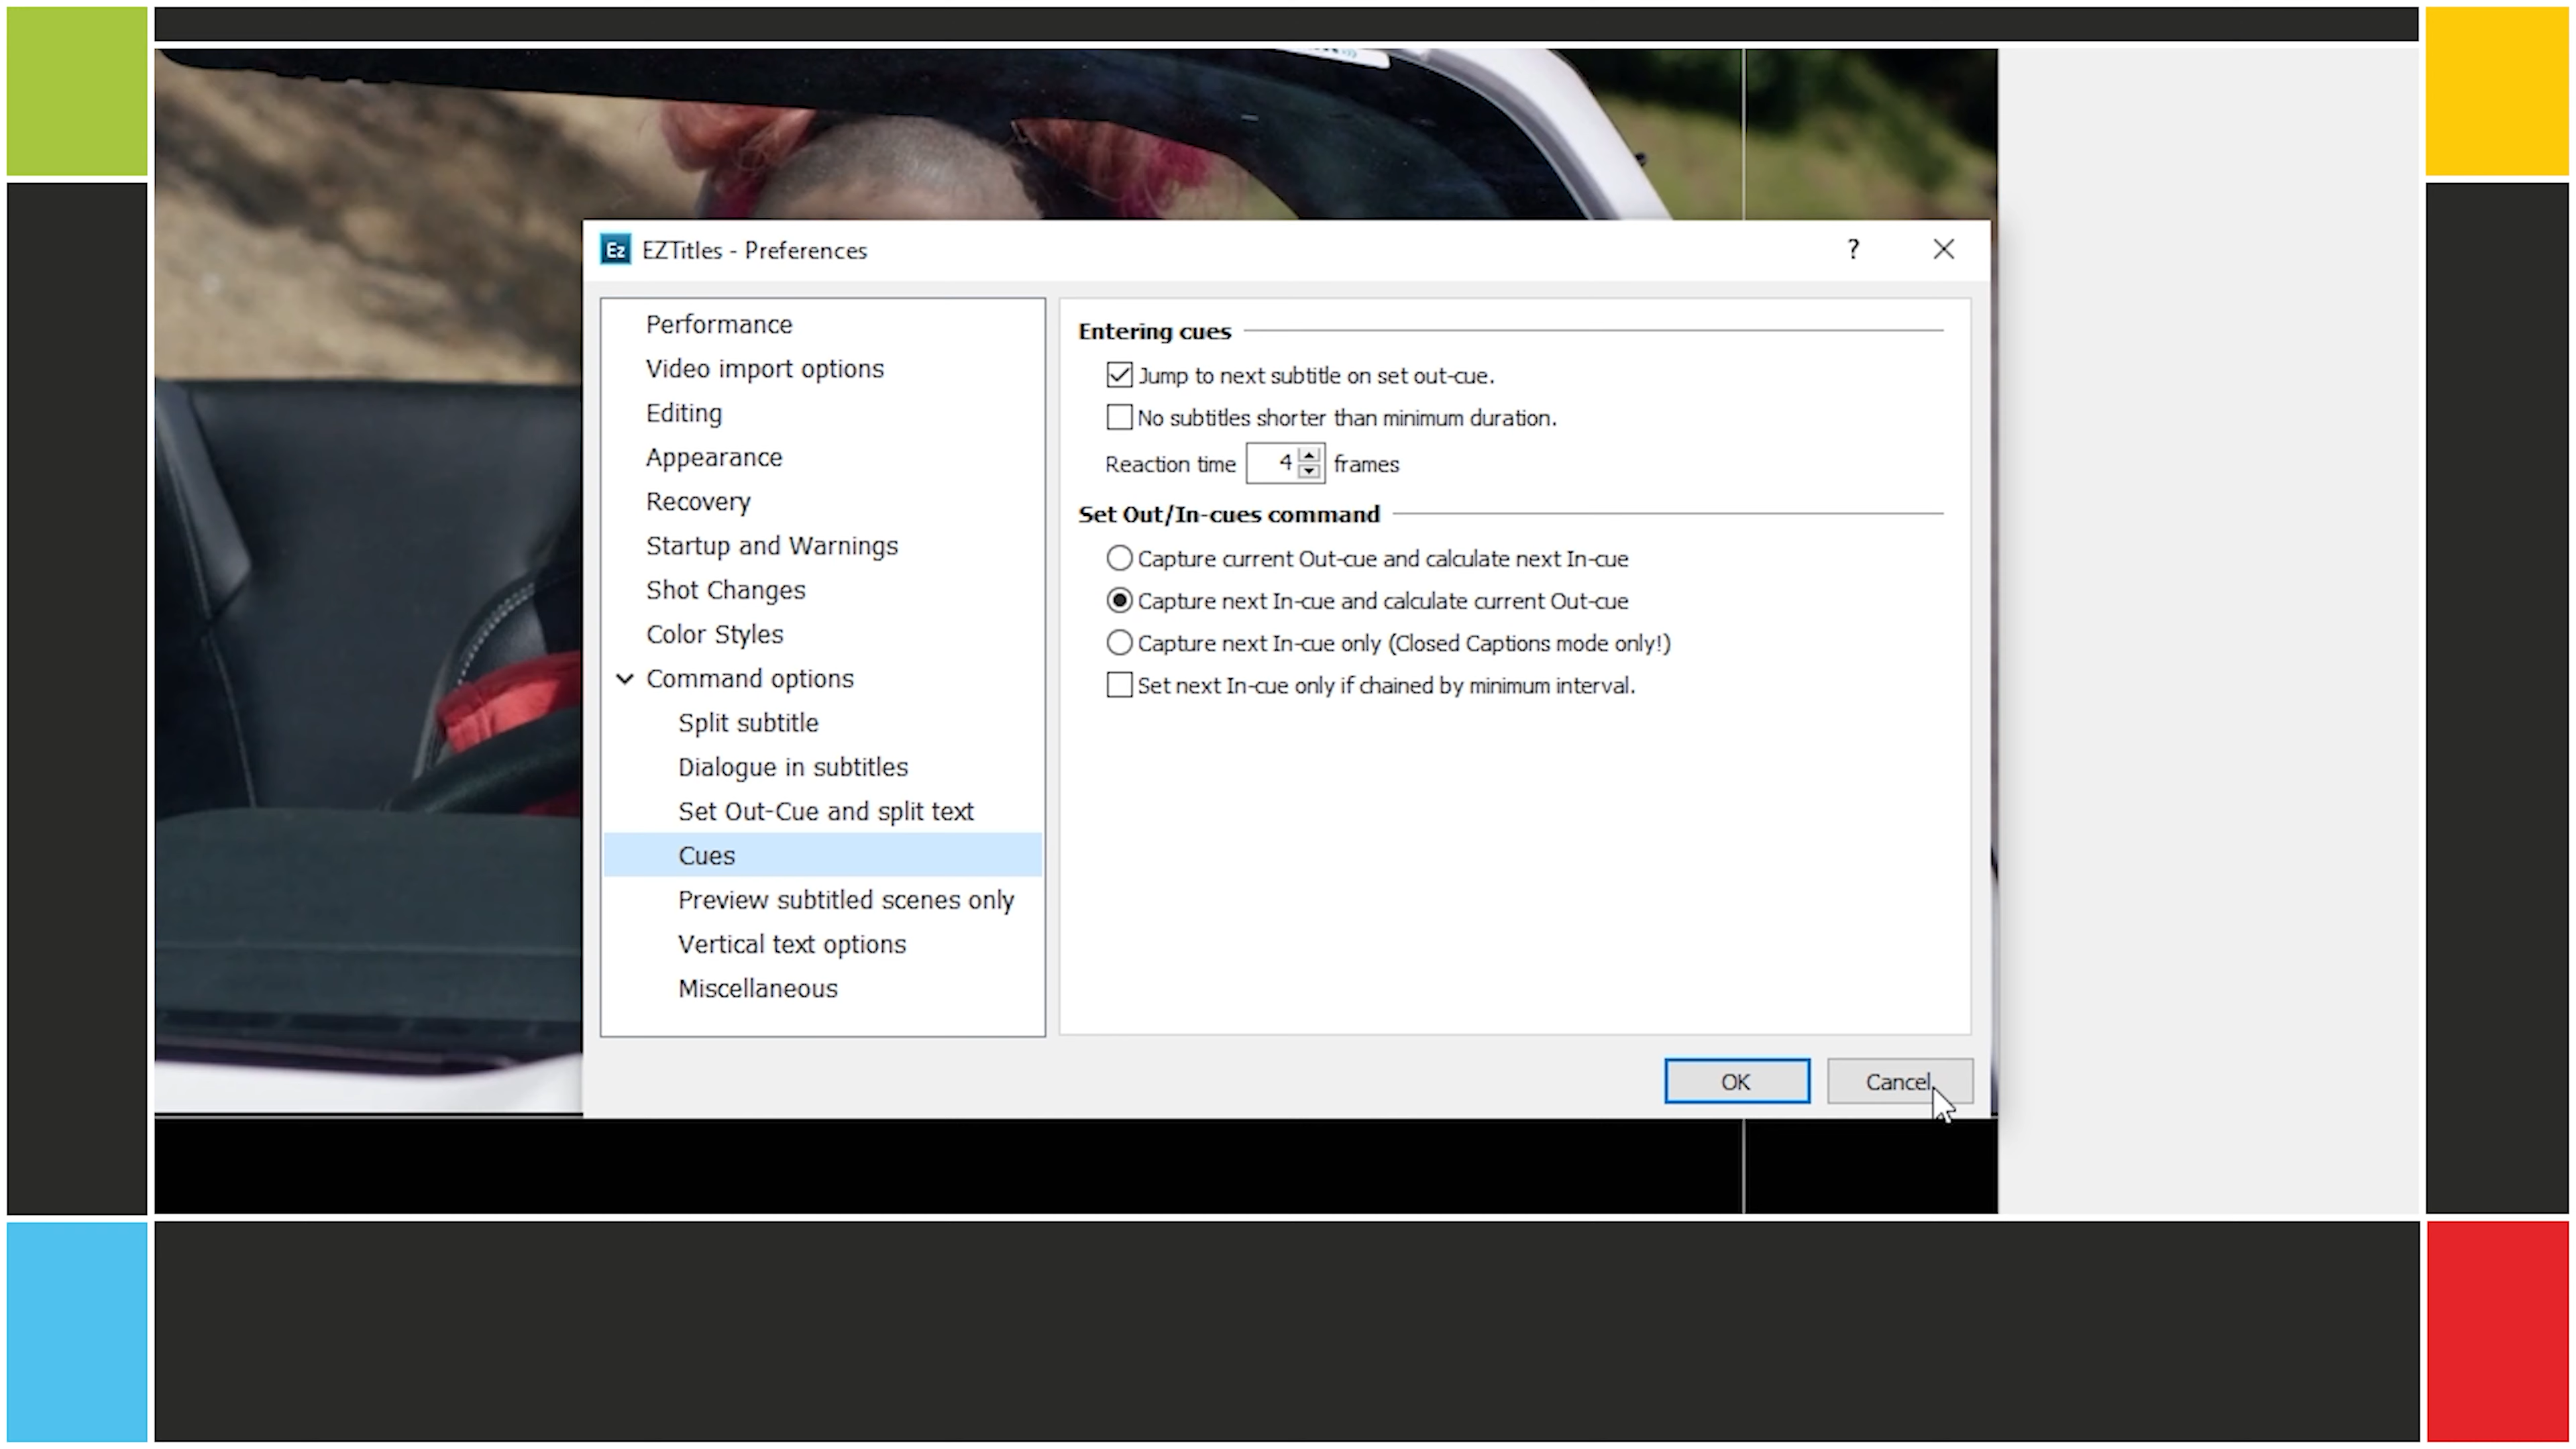 Ez EZTitles - Preferences ?
Performance
Video import options
Editing
Appearance
Recovery
Startup and Warnings
Shot Changes
Color Styles
Command options
Split subtitle
Dialogue in subtitles
Set Out-Cue and split text
Cues
Preview subtitled scenes only
Vertical text options
Miscellaneous
Entering cues
Jump to next subtitle on set out-cue.
No subtitles shorter than minimum duration.
Reaction time 4 frames
Set Out/In-cues command
Capture current Out-cue and calculate next In-cue
Capture next In-cue and calculate current Out-cue
Capture next In-cue only (Closed Captions mode only!)
Set next In-cue only if chained by minimum interval.
OK Cancel